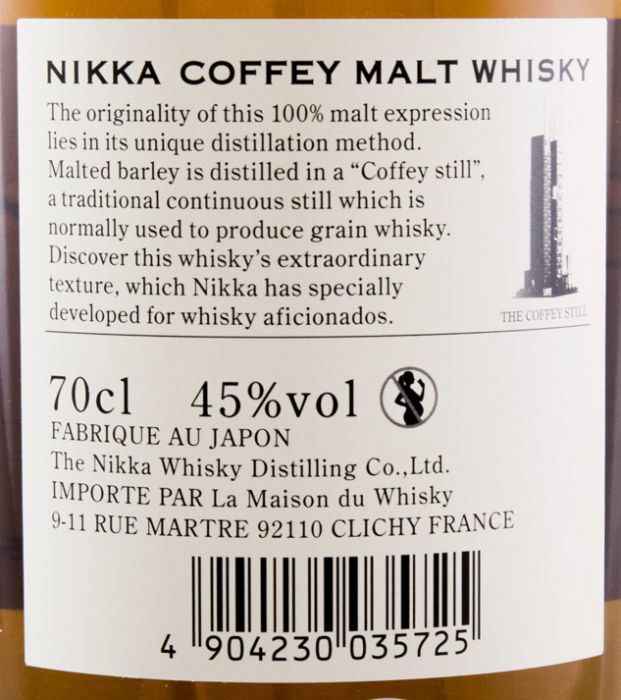 NIKKA COFFEY MALT WHISKY
The originality of this 100% malt expression
lies in its unique distillation method.
Malted barley is distilled in a “Coffey still”,
a traditional continuous still which is
normally used to produce grain whisky.
Discover this whisky’s extraordinary
texture, which Nikka has specially
developed for whisky aficionados.
THE COFFEY STILL
70cl 45%vol
FABRIQUE AU JAPON
The Nikka Whisky Distilling Co.,Ltd.
IMPORTE PAR La Maison du Whisky
9-11 RUE MARTRE 92110 CLICHY FRANCE
4 904230 035725